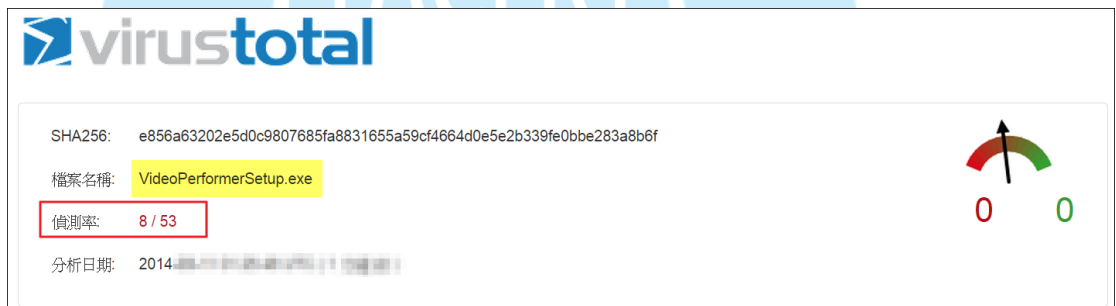 virustotal
SHA256: e856a63202e5d0c9807685fa8831655a59cf4664d0e5e2b339fe0bbe283a8b6f
檔案名稱: VideoPerformerSetup.exe
偵測率: 8 / 53
0 0
分析日期: 2014